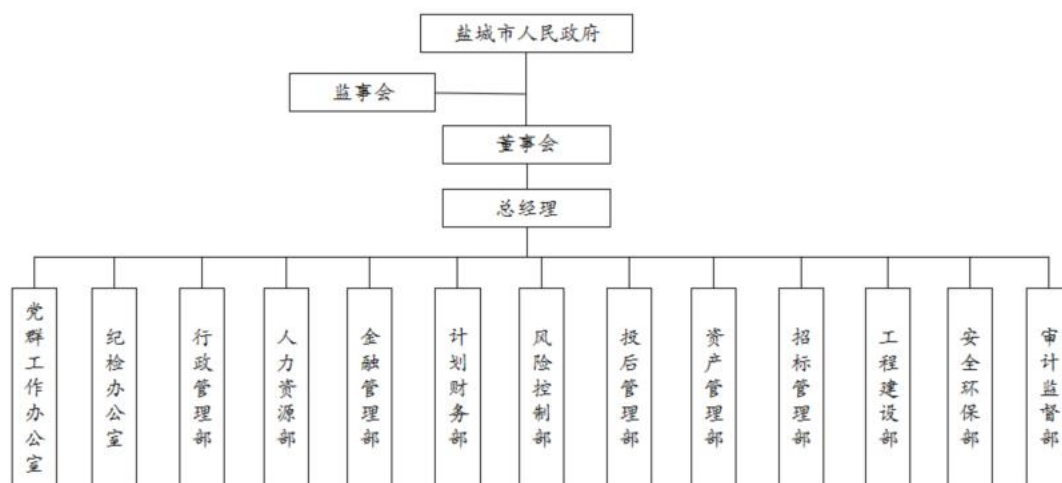 盐城市人民政府
监事会
董事会
总经理
党群工作办公室
纪检办公室
行政管理部
人力资源部
金融管理部
计划财务部
风险控制部
投后管理部
资产管理部
招标管理部
工程建设部
安全环保部
审计监督部